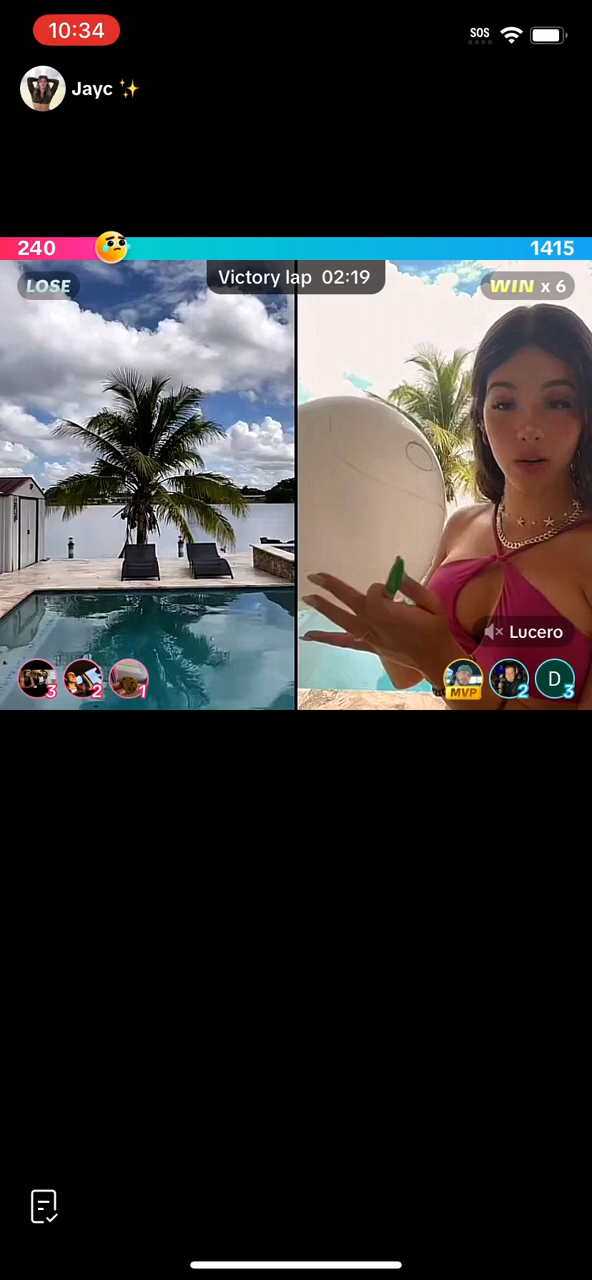 10:34
SOS
Jayc ✨
240
1415
LOSE
Victory lap 02:19
WIN x 6
Lucero
3
2
1
MVP
2
D
3